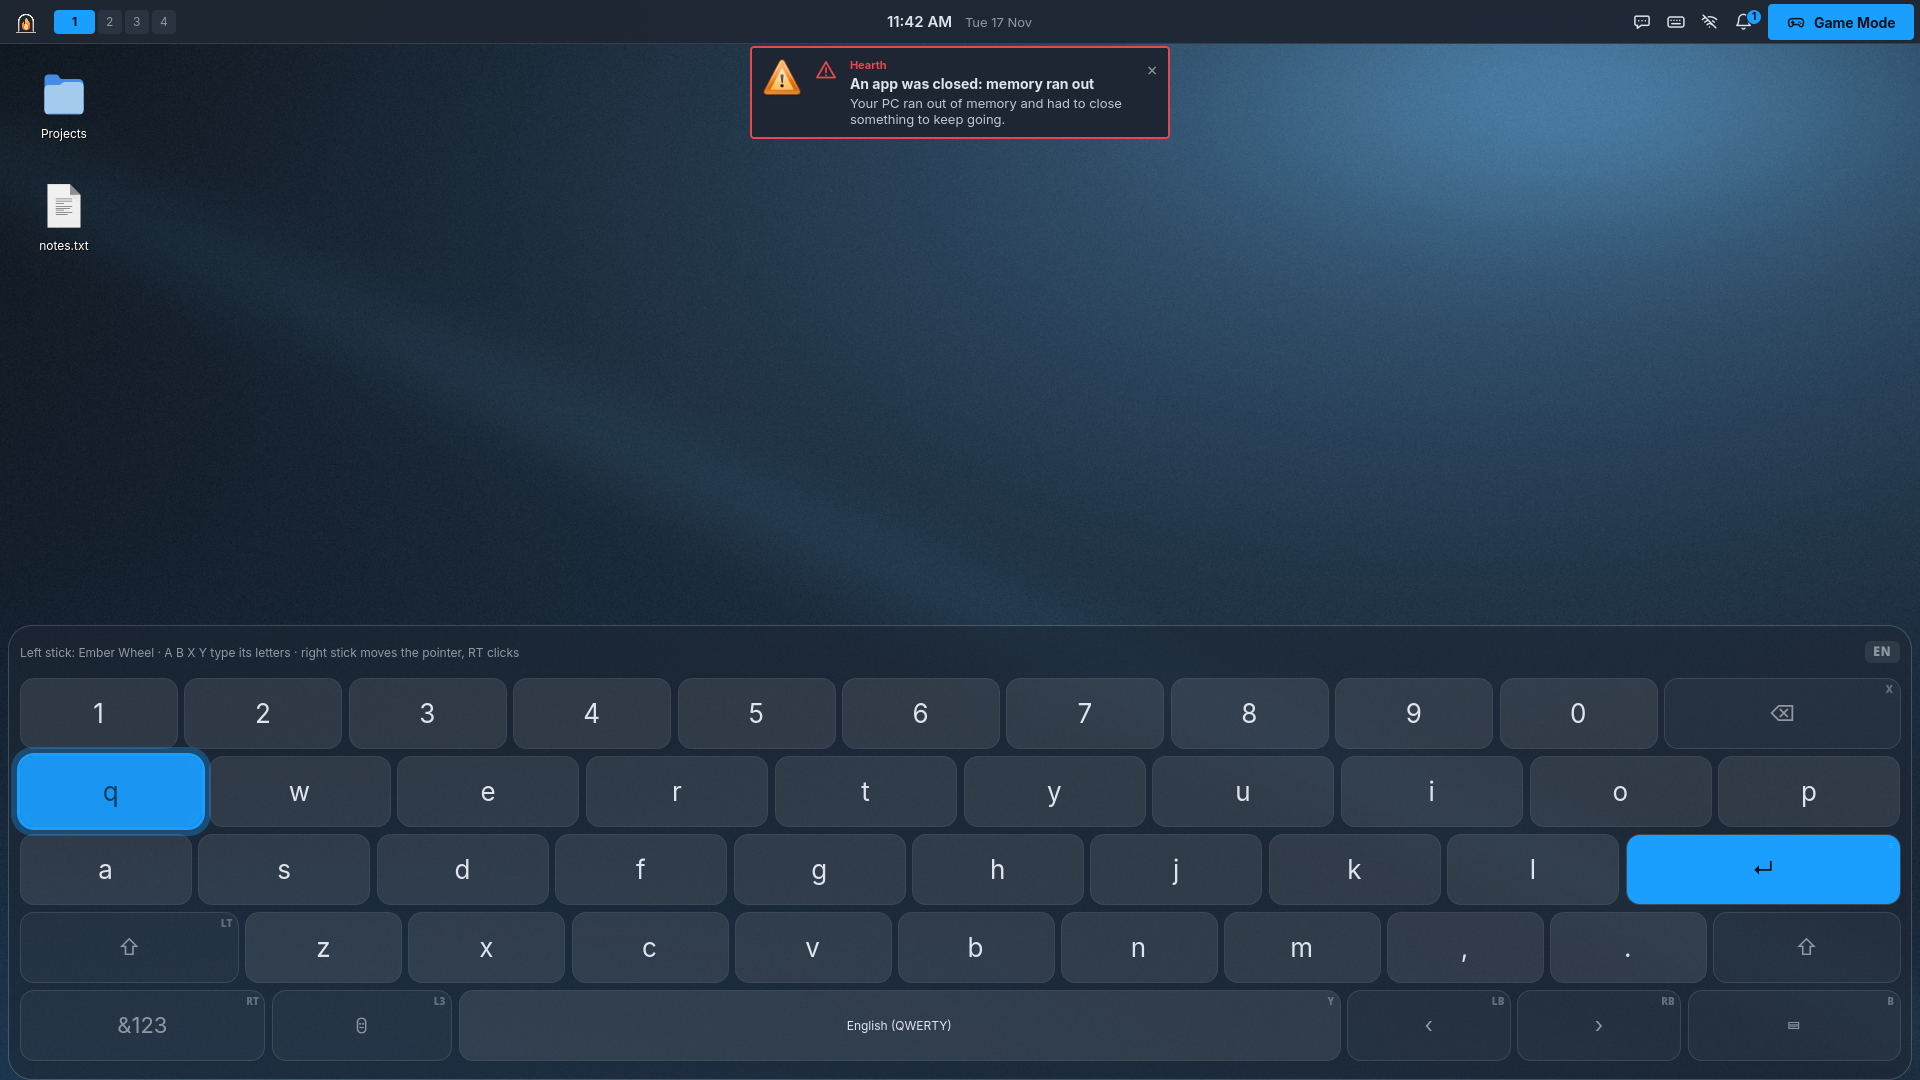 1 2 3 4
11:42 AM Tue 17 Nov
1
Game Mode
Projects
notes.txt
Hearth
An app was closed: memory ran out
Your PC ran out of memory and had to close
something to keep going.
Left stick: Ember Wheel · A B X Y type its letters · right stick moves the pointer, RT clicks
EN
1 2 3 4 5 6 7 8 9 0 X
q w e r t y u i o p
a s d f g h j k l
LT z x c v b n m , .
&123 RT L3 English (QWERTY) Y LB RB B